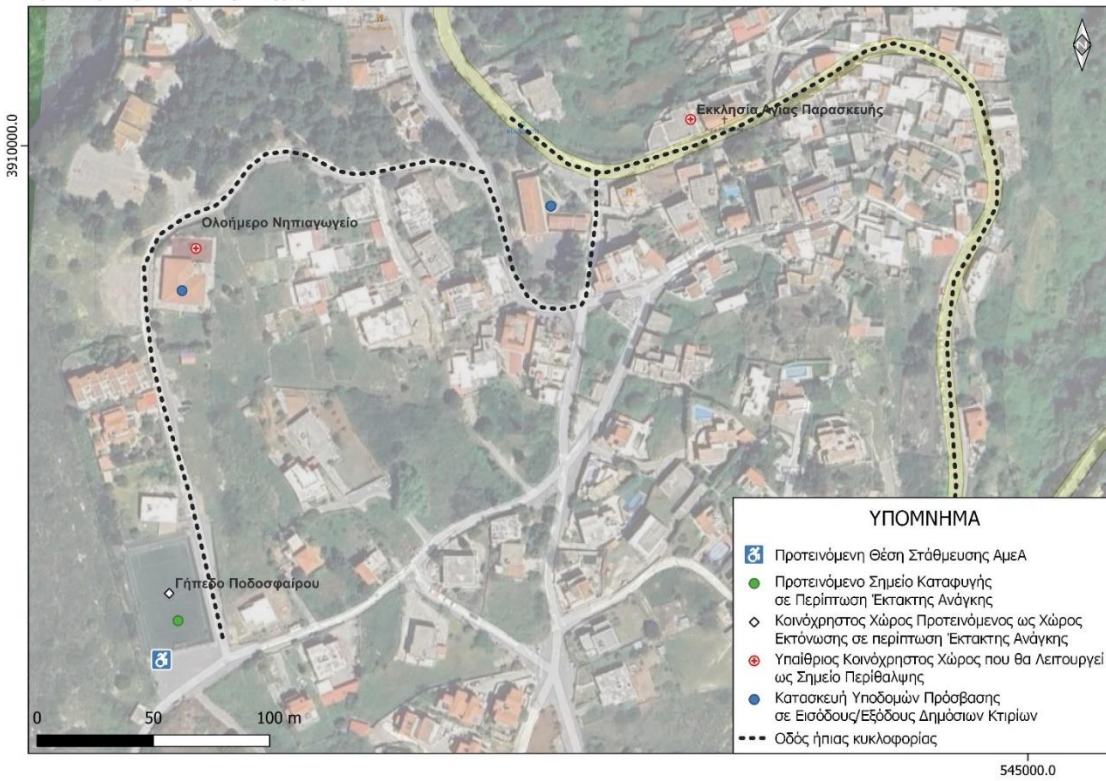 3910000.0
Εκκλησία Αγίας Παρασκευής
Ολοήμερο Νηπιαγωγείο
Γήπεδο Ποδοσφαίρου
ΥΠΟΜΝΗΜΑ
Προτεινόμενη Θέση Στάθμευσης ΑμεΑ
Προτεινόμενο Σημείο Καταφυγής
σε Περίπτωση Έκτακτης Ανάγκης
Κοινόχρηστος Χώρος Προτεινόμενος ως Χώρος
Εκτόνωσης σε περίπτωση Έκτακτης Ανάγκης
Υπαίθριος Κοινόχρηστος Χώρος που θα Λειτουργεί
ως Σημείο Περίθαλψης
Κατασκευή Υποδομών Πρόσβασης
σε Εισόδους/Εξόδους Δημόσιων Κτιρίων
Οδός ήπιας κυκλοφορίας
0 50 100 m
545000.0